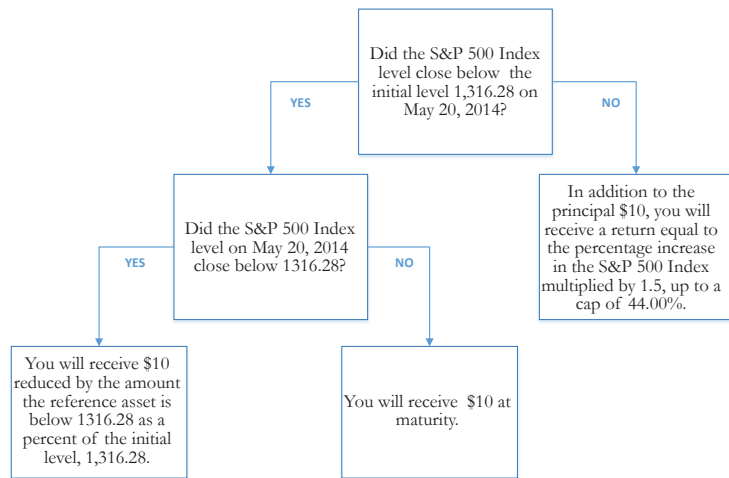 Did the S&P 500 Index
level close below the
initial level 1,316.28 on
May 20, 2014?
YES
NO
Did the S&P 500 Index
level on May 20, 2014
close below 1316.28?
In addition to the
principal $10, you will
receive a return equal to
the percentage increase
in the S&P 500 Index
multiplied by 1.5, up to a
cap of 44.00%.
YES
NO
You will receive $10
reduced by the amount
the reference asset is
below 1316.28 as a
percent of the initial
level, 1,316.28.
You will receive $10 at
maturity.